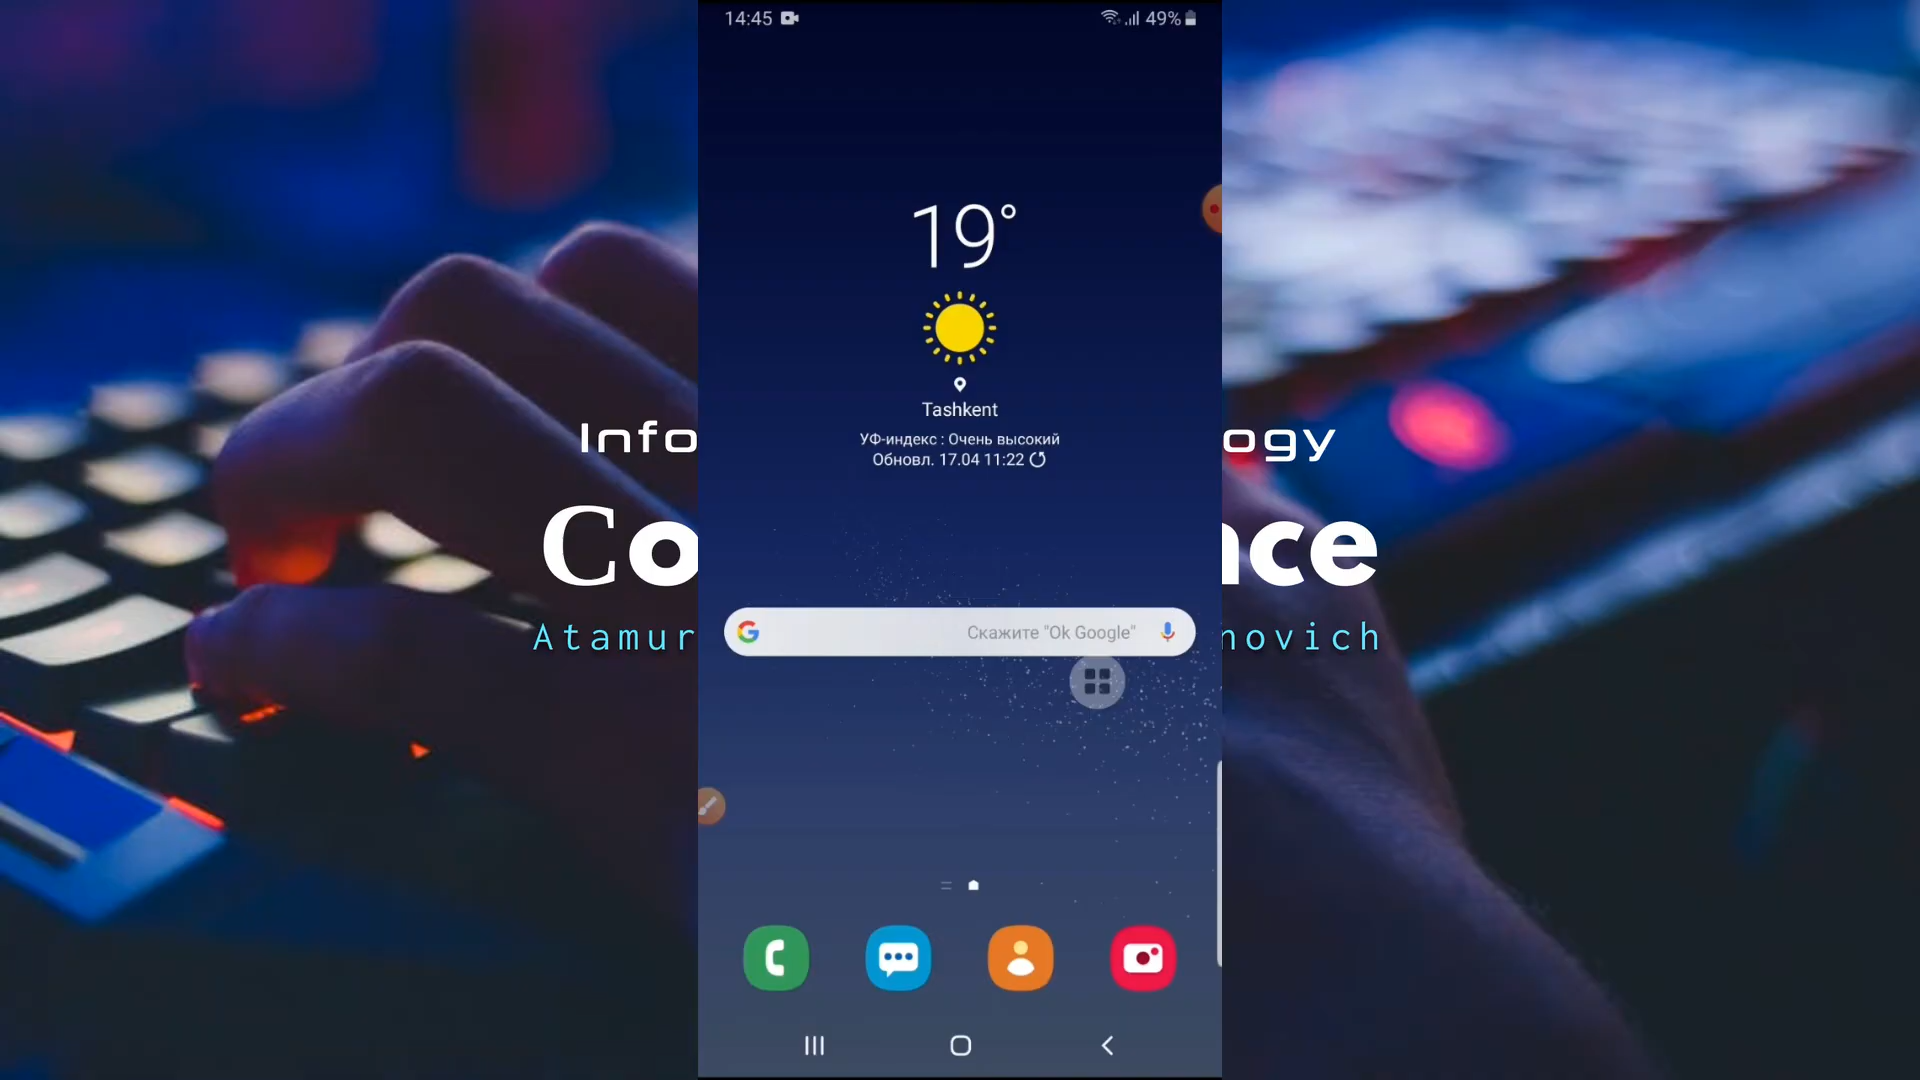 14:45
49%
19°
Tashkent
УФ-индекс : Очень высокий
Обновл. 17.04 11:22
Info
ogy
Co
ce
Скажите "Ok Google"
Atamur
novich